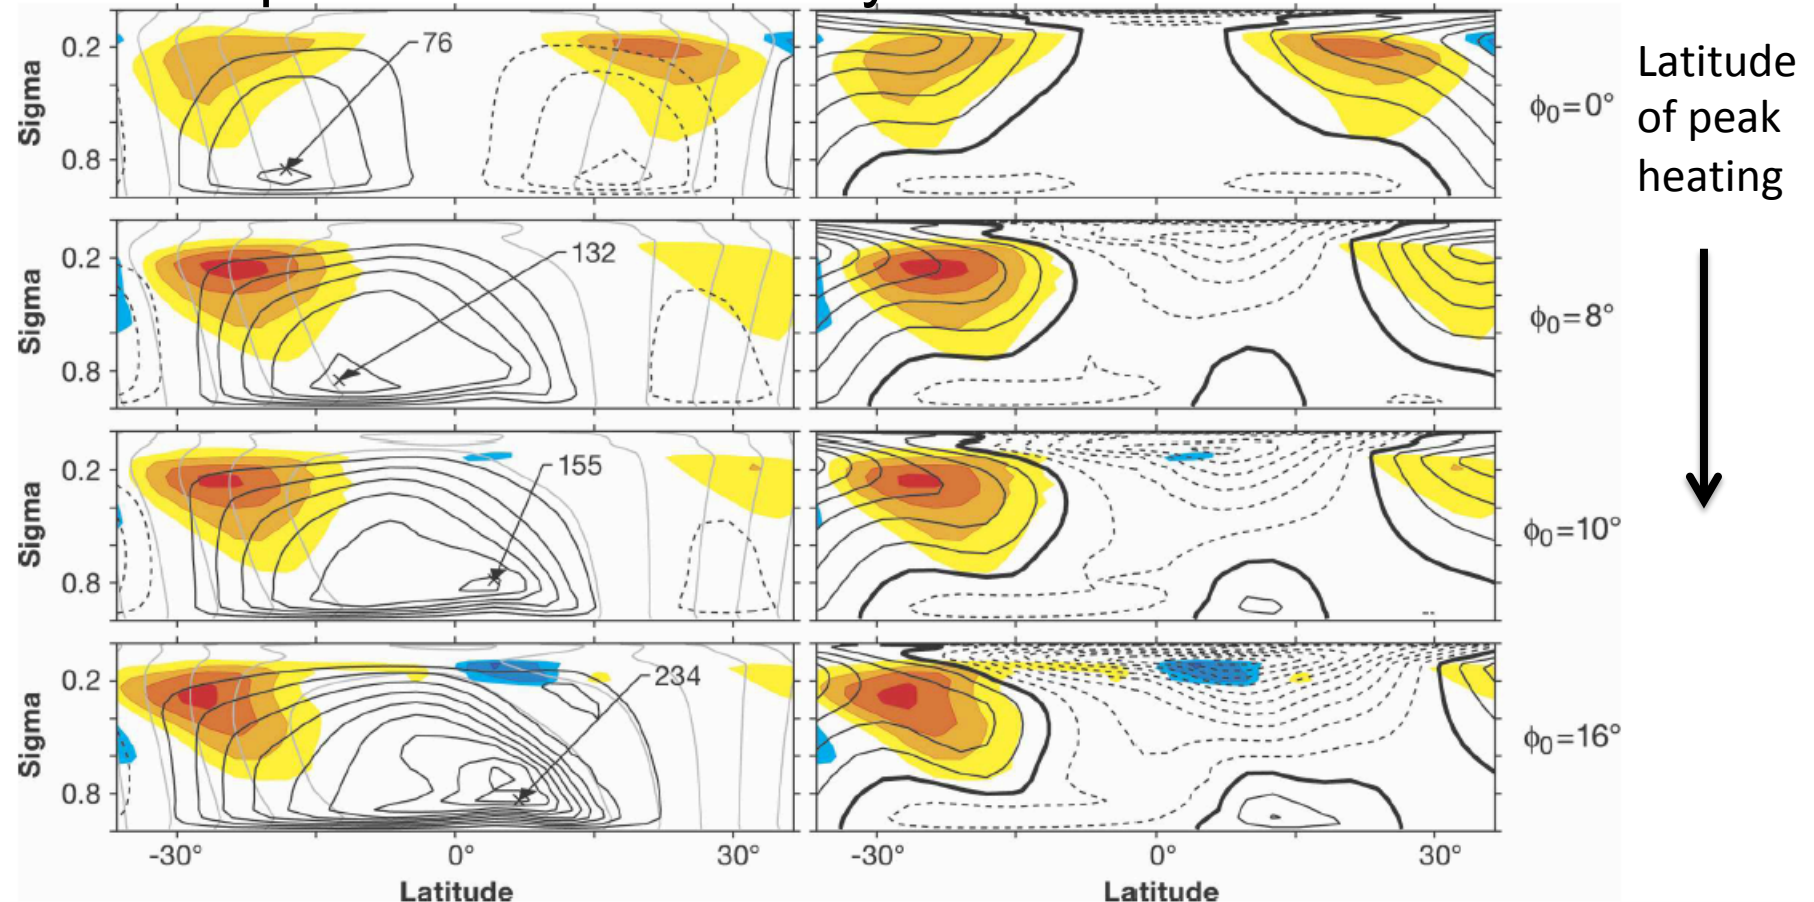 76
0.2
Sigma
0.8
ϕ0=0°
Latitude
of peak
heating
132
0.2
Sigma
0.8
ϕ0=8°
155
0.2
Sigma
0.8
ϕ0=10°
234
0.2
Sigma
0.8
ϕ0=16°
-30° 0° 30° -30° 0° 30°
Latitude Latitude